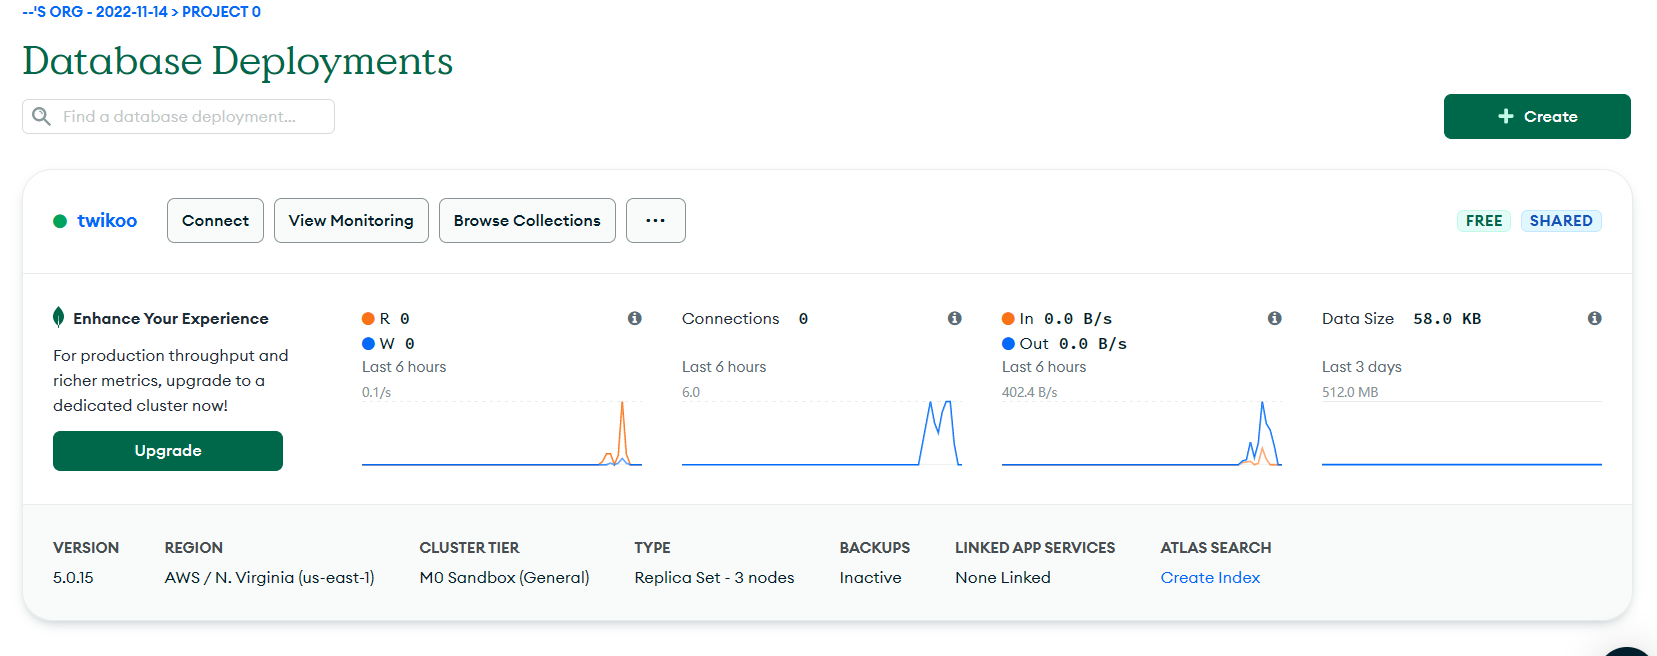 --'S ORG - 2022-11-14 > PROJECT 0
Database Deployments
Find a database deployment...
+ Create
twikoo
Connect
View Monitoring
Browse Collections
...
FREE
SHARED
Enhance Your Experience
For production throughput and
richer metrics, upgrade to a
dedicated cluster now!
Upgrade
R 0
W 0
Last 6 hours
0.1/s
Connections 0
Last 6 hours
6.0
In 0.0 B/s
Out 0.0 B/s
Last 6 hours
402.4 B/s
Data Size 58.0 KB
Last 3 days
512.0 MB
VERSION
5.0.15
REGION
AWS / N. Virginia (us-east-1)
CLUSTER TIER
M0 Sandbox (General)
TYPE
Replica Set - 3 nodes
BACKUPS
Inactive
LINKED APP SERVICES
None Linked
ATLAS SEARCH
Create Index